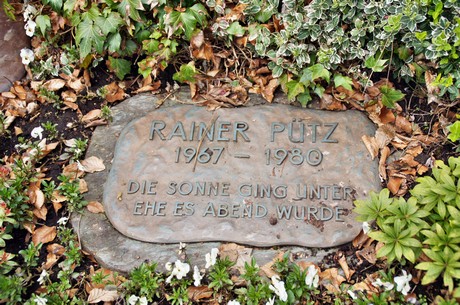 RAINER PÜTZ
1967 – 1980
DIE SONNE GING UNTER
EHE ES ABEND WURDE